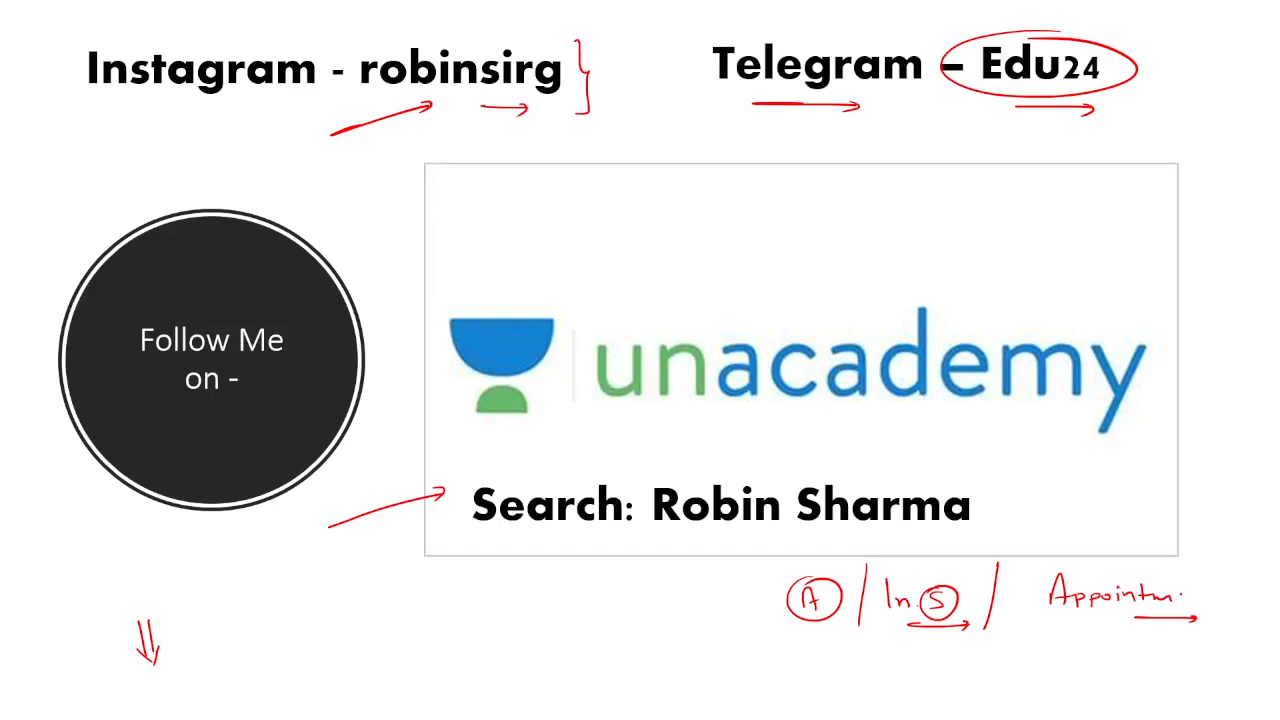 Instagram - robinsirg
Telegram – Edu24
Follow Me
on -
unacademy
Search: Robin Sharma
A / In. S / Appointm.